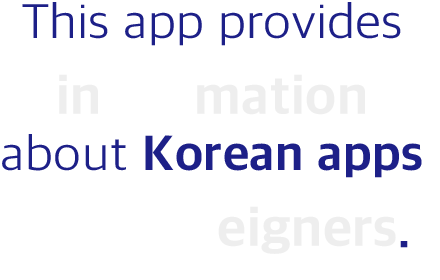 This app provides
in mation
about Korean apps
eigners.